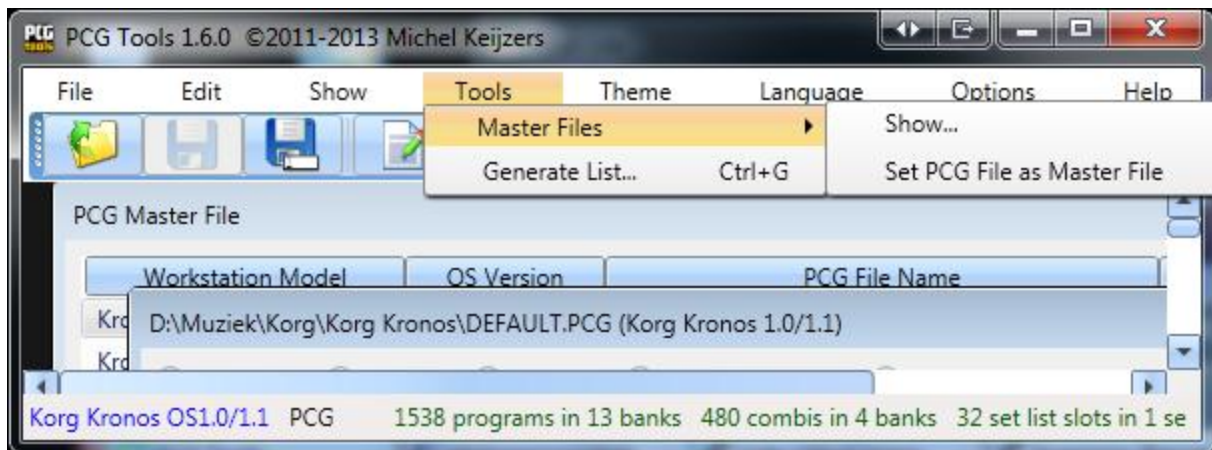 PCG Tools 1.6.0 ©2011-2013 Michel Keijzers
File Edit Show Tools Theme Language Options Help
Master Files
Show...
Generate List... Ctrl+G
Set PCG File as Master File
PCG Master File
Workstation Model OS Version PCG File Name
Kro
D:\Muziek\Korg\Korg Kronos\DEFAULT.PCG (Korg Kronos 1.0/1.1)
Kro
Korg Kronos OS1.0/1.1 PCG 1538 programs in 13 banks 480 combis in 4 banks 32 set list slots in 1 se